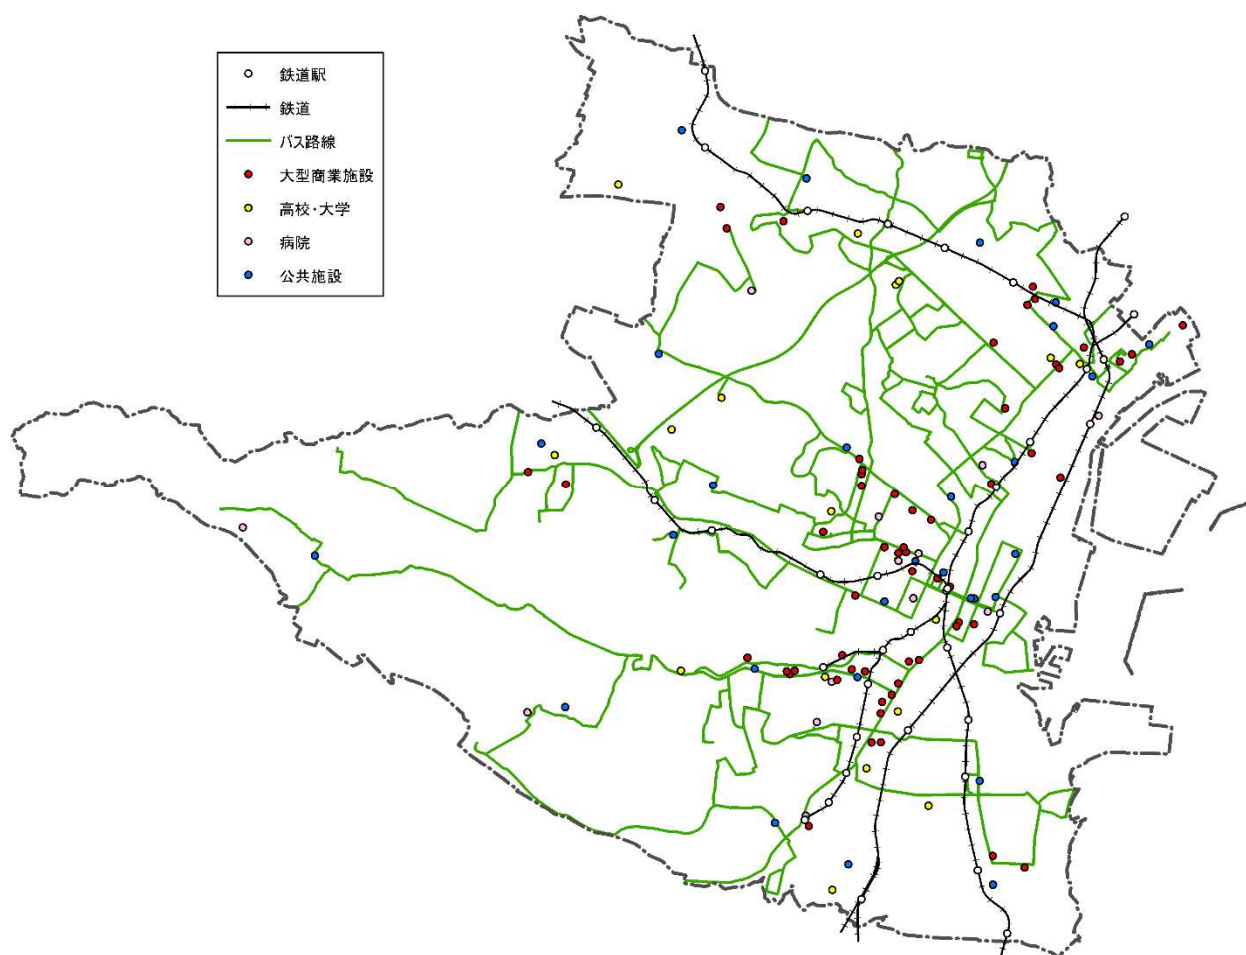 鉄道駅
鉄道
バス路線
大型商業施設
高校・大学
病院
公共施設